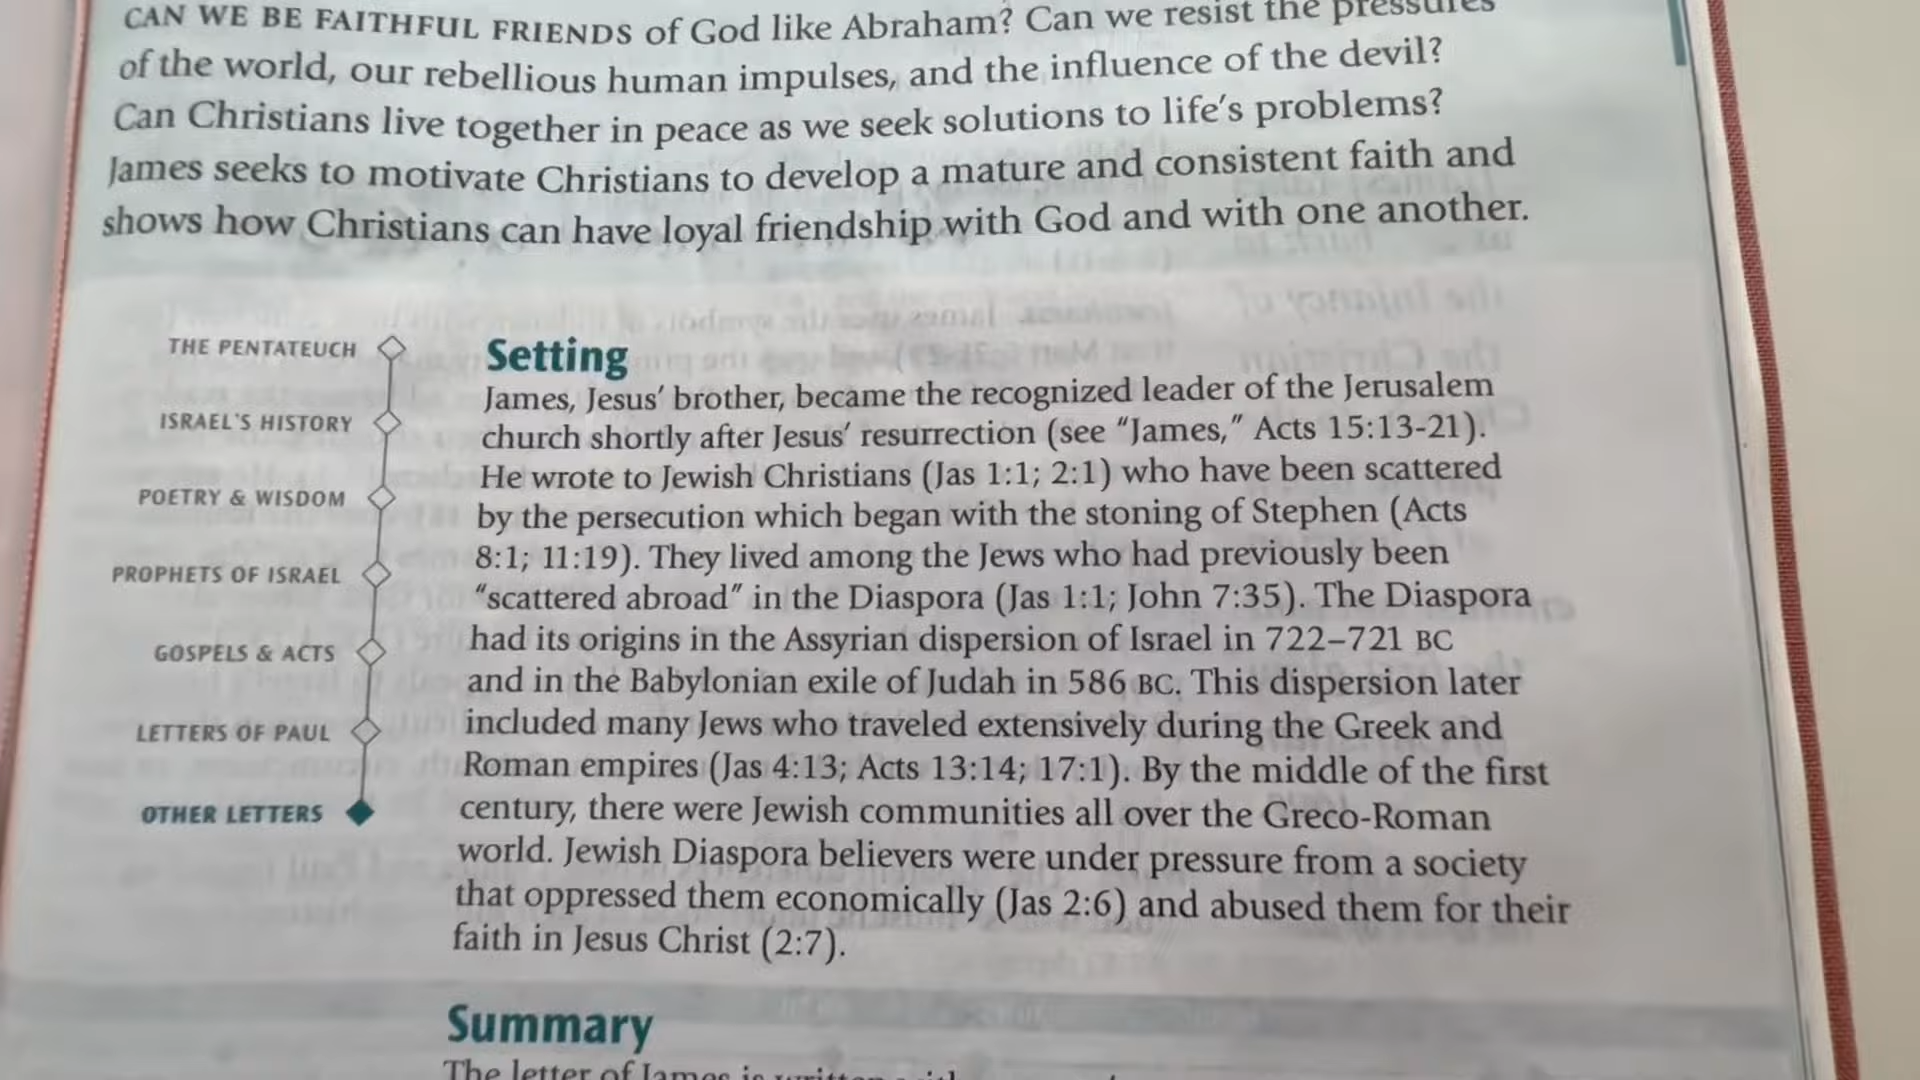 CAN WE BE FAITHFUL FRIENDS of God like Abraham? Can we resist the pressures
of the world, our rebellious human impulses, and the influence of the devil?
Can Christians live together in peace as we seek solutions to life's problems?
James seeks to motivate Christians to develop a mature and consistent faith and
shows how Christians can have loyal friendship with God and with one another.
THE PENTATEUCH
ISRAEL'S HISTORY
POETRY & WISDOM
PROPHETS OF ISRAEL
GOSPELS & ACTS
LETTERS OF PAUL
OTHER LETTERS
Setting
James, Jesus' brother, became the recognized leader of the Jerusalem
church shortly after Jesus' resurrection (see "James," Acts 15:13-21).
He wrote to Jewish Christians (Jas 1:1; 2:1) who have been scattered
by the persecution which began with the stoning of Stephen (Acts
8:1; 11:19). They lived among the Jews who had previously been
"scattered abroad" in the Diaspora (Jas 1:1; John 7:35). The Diaspora
had its origins in the Assyrian dispersion of Israel in 722–721 BC
and in the Babylonian exile of Judah in 586 BC. This dispersion later
included many Jews who traveled extensively during the Greek and
Roman empires (Jas 4:13; Acts 13:14; 17:1). By the middle of the first
century, there were Jewish communities all over the Greco-Roman
world. Jewish Diaspora believers were under pressure from a society
that oppressed them economically (Jas 2:6) and abused them for their
faith in Jesus Christ (2:7).
Summary
The letter of James is written with